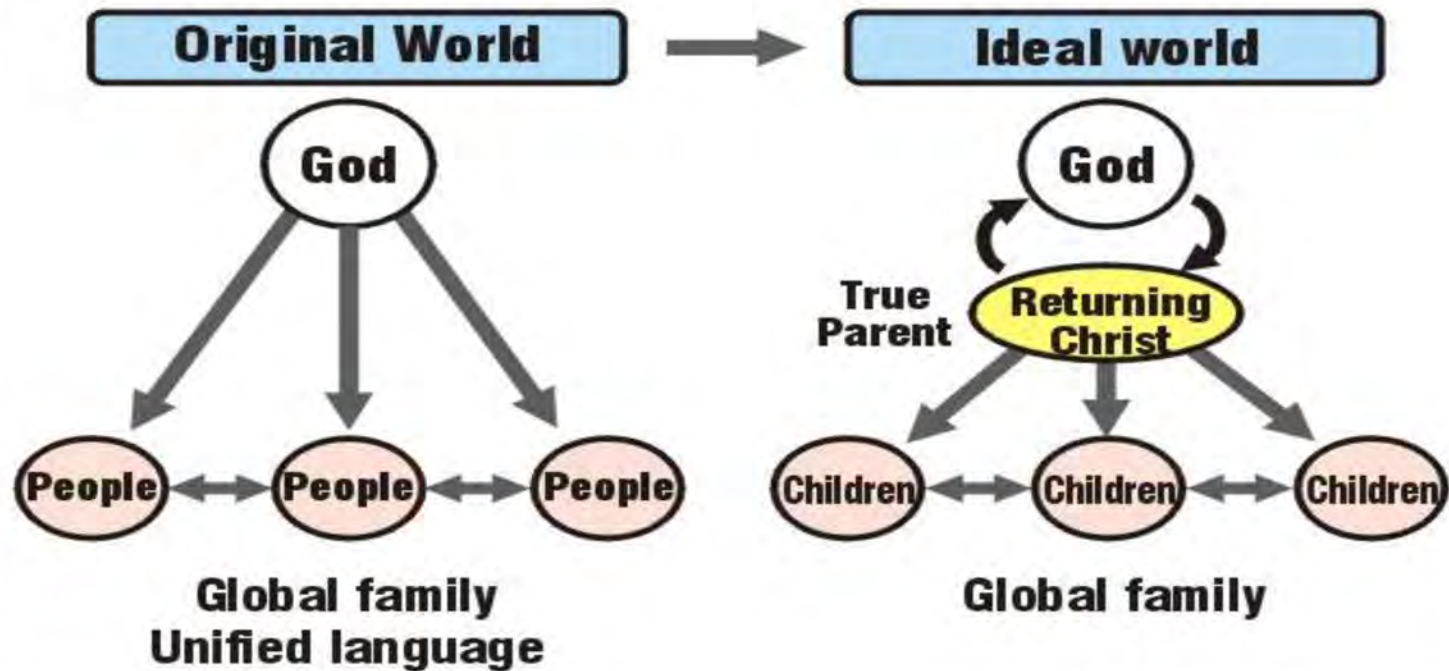 Original World
God
People
People
People
Global family
Unified language
Ideal world
God
True
Parent
Returning
Christ
Children
Children
Children
Global family